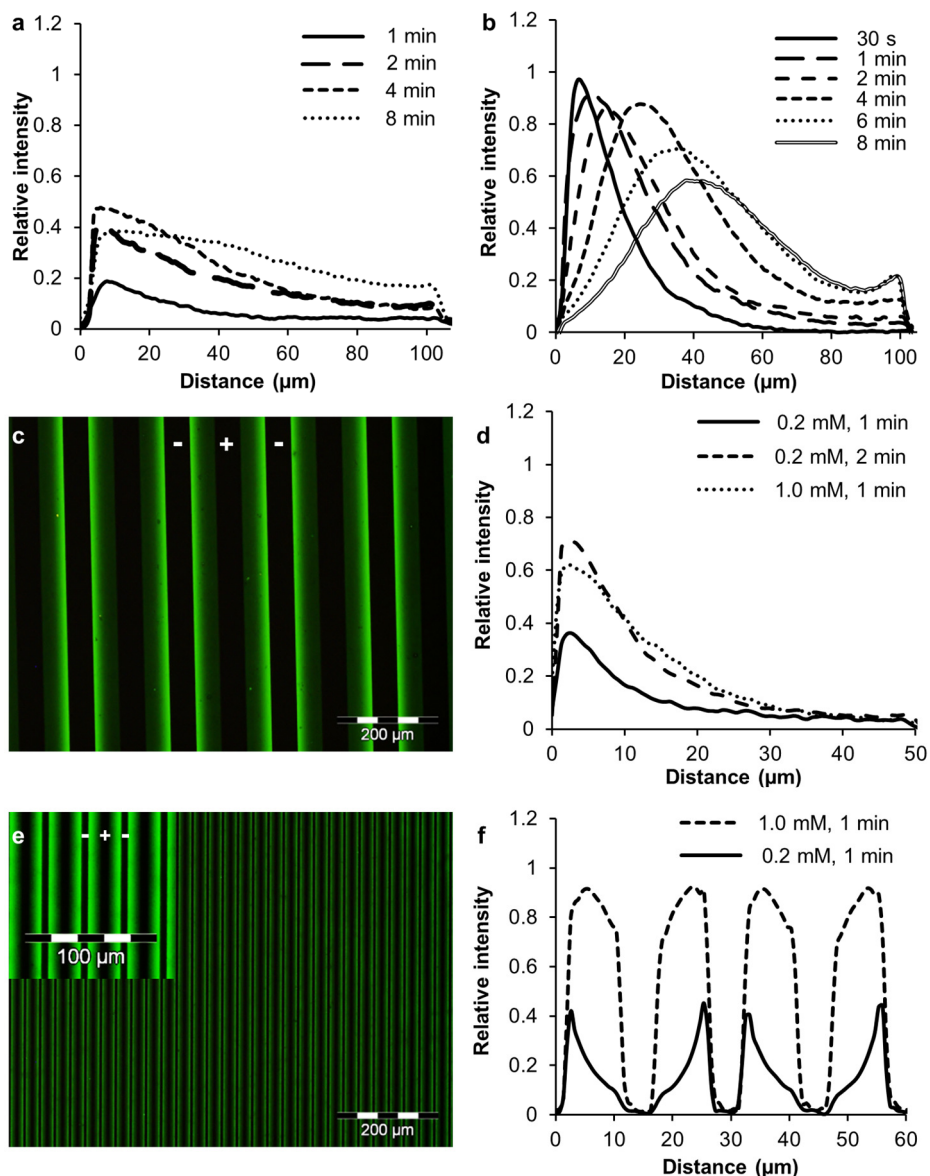 a
1 min
2 min
4 min
8 min
1.2
1
0.8
0.6
0.4
0.2
0
Relative intensity
0 20 40 60 80 100
Distance (µm)
b
30 s
1 min
2 min
4 min
6 min
8 min
1.2
1
0.8
0.6
0.4
0.2
0
Relative intensity
0 20 40 60 80 100
Distance (µm)
c
- + -
200 µm
d
0.2 mM, 1 min
0.2 mM, 2 min
1.0 mM, 1 min
1.2
1
0.8
0.6
0.4
0.2
0
Relative intensity
0 10 20 30 40 50
Distance (µm)
e
- + -
100 µm
200 µm
f
1.0 mM, 1 min
0.2 mM, 1 min
1.2
1
0.8
0.6
0.4
0.2
0
Relative intensity
0 10 20 30 40 50 60
Distance (µm)